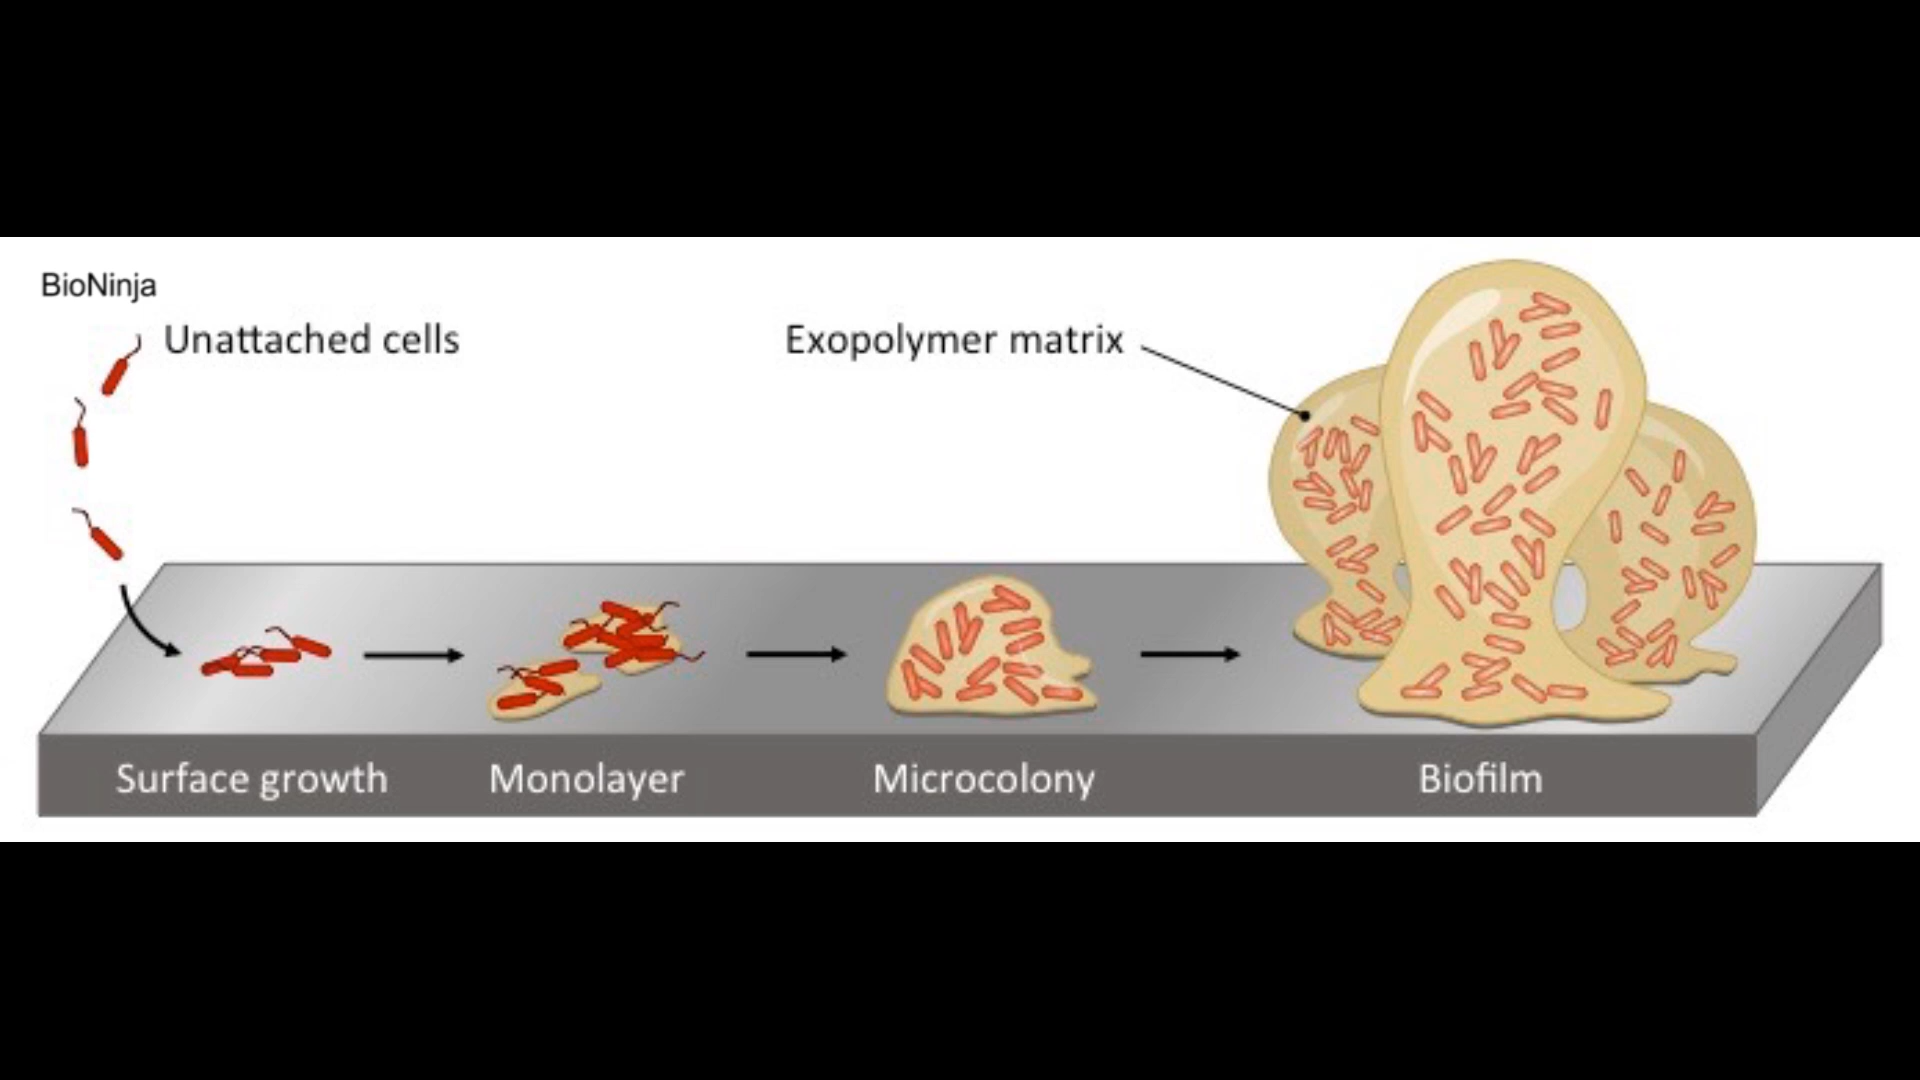 BioNinja
Unattached cells
Exopolymer matrix
Surface growth
Monolayer
Microcolony
Biofilm